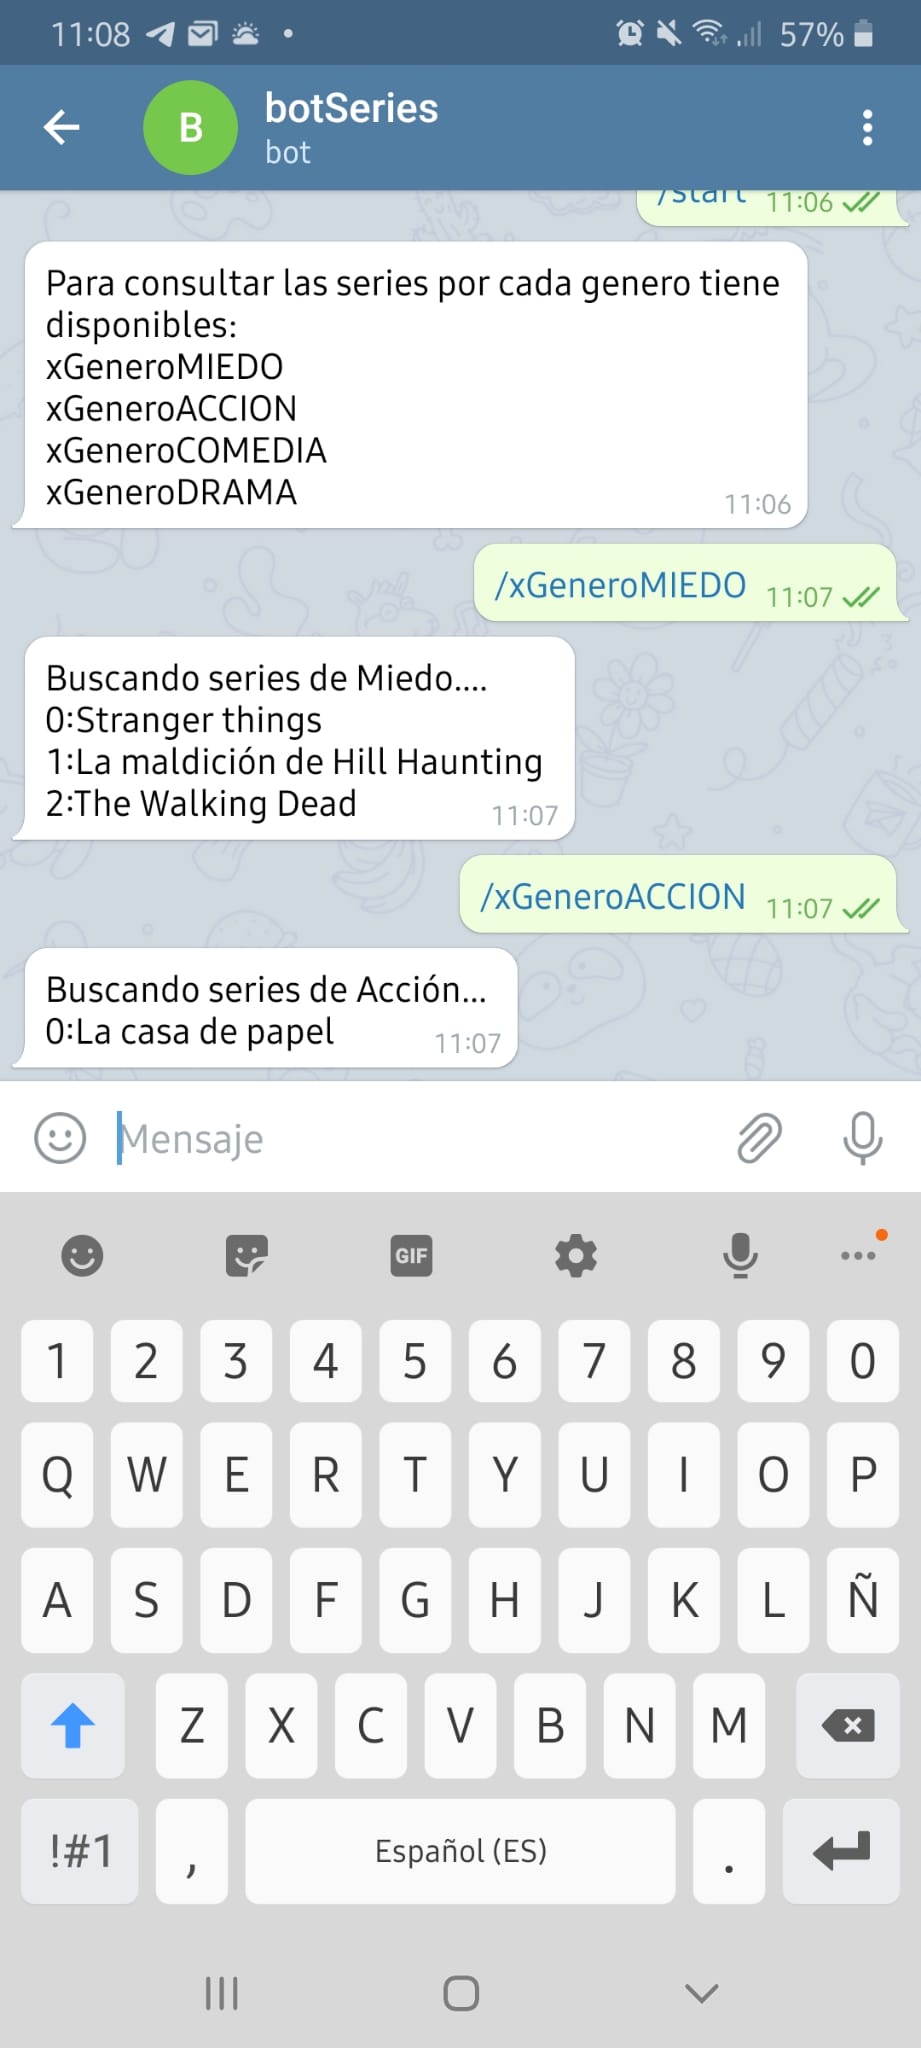 11:08
57%
B
botSeries
bot
/start 11:06
Para consultar las series por cada genero tiene
disponibles:
xGeneroMIEDO
xGeneroACCION
xGeneroCOMEDIA
xGeneroDRAMA
11:06
/xGeneroMIEDO 11:07
Buscando series de Miedo....
0:Stranger things
1:La maldición de Hill Haunting
2:The Walking Dead
11:07
/xGeneroACCION 11:07
Buscando series de Acción...
0:La casa de papel
11:07
Mensaje
GIF
1 2 3 4 5 6 7 8 9 0
Q W E R T Y U I O P
A S D F G H J K L Ñ
Z X C V B N M
!#1 , Español (ES) .